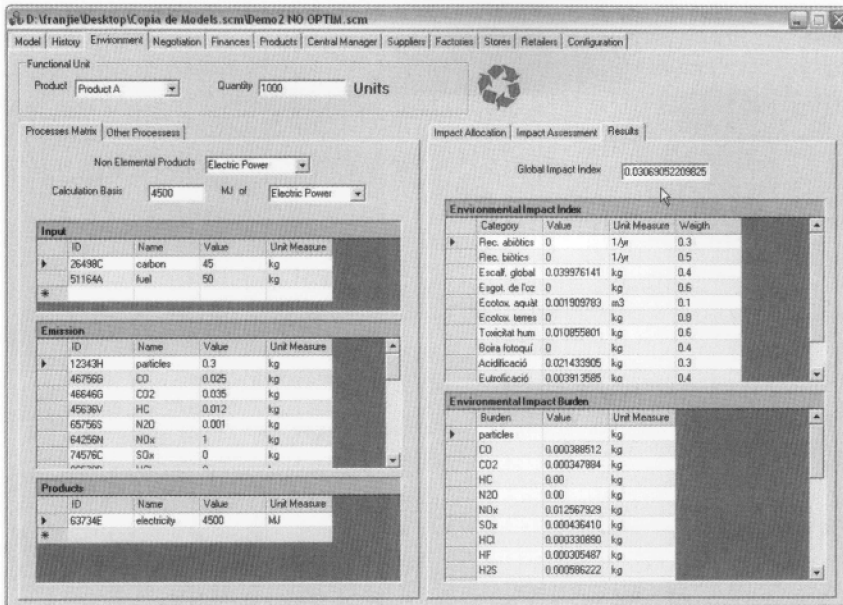 D:\franjie\Desktop\Copia de Models.scm\Demo2 NO OPTIM.scm
Model History Environment Negotiation Finances Products Central Manager Suppliers Factories Stores Retailers Configuration
Functional Unit
Product Product A Quantity 1000 Units
Processes Matrix Other Processess
Non Elemental Products Electric Power
Calculation Basis 4500 MJ of Electric Power
Input
ID Name Value Unit Measure
26498C carbon 45 kg
51164A fuel 50 kg
Emission
ID Name Value Unit Measure
12343H particles 0.3 kg
46756G CO 0.025 kg
46646G CO2 0.035 kg
45636V HC 0.012 kg
65756S N2O 0.001 kg
64256N NOx 1 kg
74576C SOx 0 kg
Products
ID Name Value Unit Measure
63734E electricity 4500 MJ
Impact Allocation Impact Assessment Results
Global Impact Index 0.03069052209825
Environmental Impact Index
Category Value Unit Measure Weigth
Rec. abiòtics 0 1/yr 0.3
Rec. biòtics 0 1/yr 0.5
Escalf. global 0.039976141 kg 0.4
Esgot. de l'oz 0 kg 0.6
Ecotox. aquàt 0.001909783 m3 0.1
Ecotox. terres 0 kg 0.8
Toxicitat hum 0.010855801 kg 0.6
Boira fotoquí 0 kg 0.4
Acidificació 0.021433905 kg 0.3
Eutroficació 0.003913585 kg 0.4
Environmental Impact Burden
Burden Value Unit Measure
particles kg
CO 0.000388512 kg
CO2 0.000347884 kg
HC 0.00 kg
N2O 0.00 kg
NOx 0.012567929 kg
SOx 0.000436410 kg
HCl 0.000330890 kg
HF 0.000305487 kg
H2S 0.000586222 kg